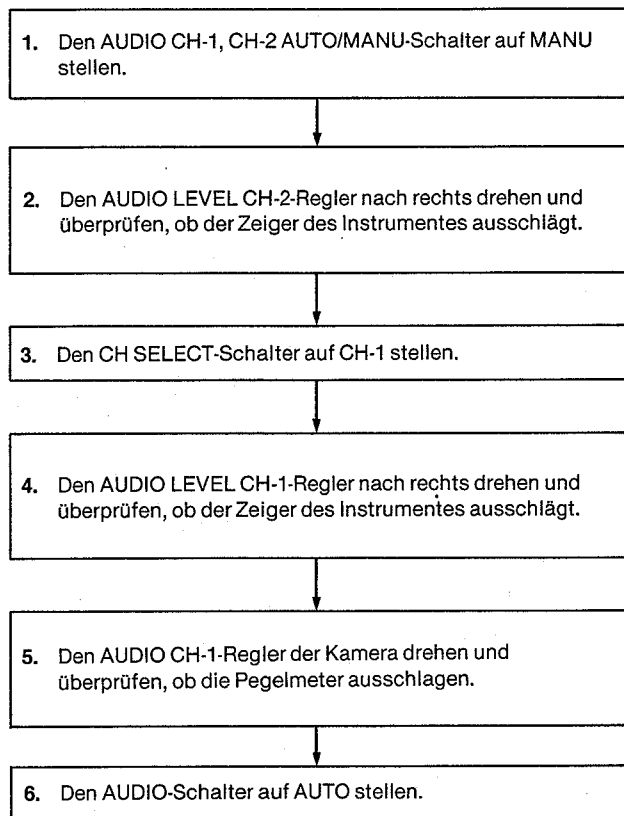 1. Den AUDIO CH-1, CH-2 AUTO/MANU-Schalter auf MANU
stellen.
2. Den AUDIO LEVEL CH-2-Regler nach rechts drehen und
überprüfen, ob der Zeiger des Instrumentes ausschlägt.
3. Den CH SELECT-Schalter auf CH-1 stellen.
4. Den AUDIO LEVEL CH-1-Regler nach rechts drehen und
überprüfen, ob der Zeiger des Instrumentes ausschlägt.
5. Den AUDIO CH-1-Regler der Kamera drehen und
überprüfen, ob die Pegelmeter ausschlagen.
6. Den AUDIO-Schalter auf AUTO stellen.